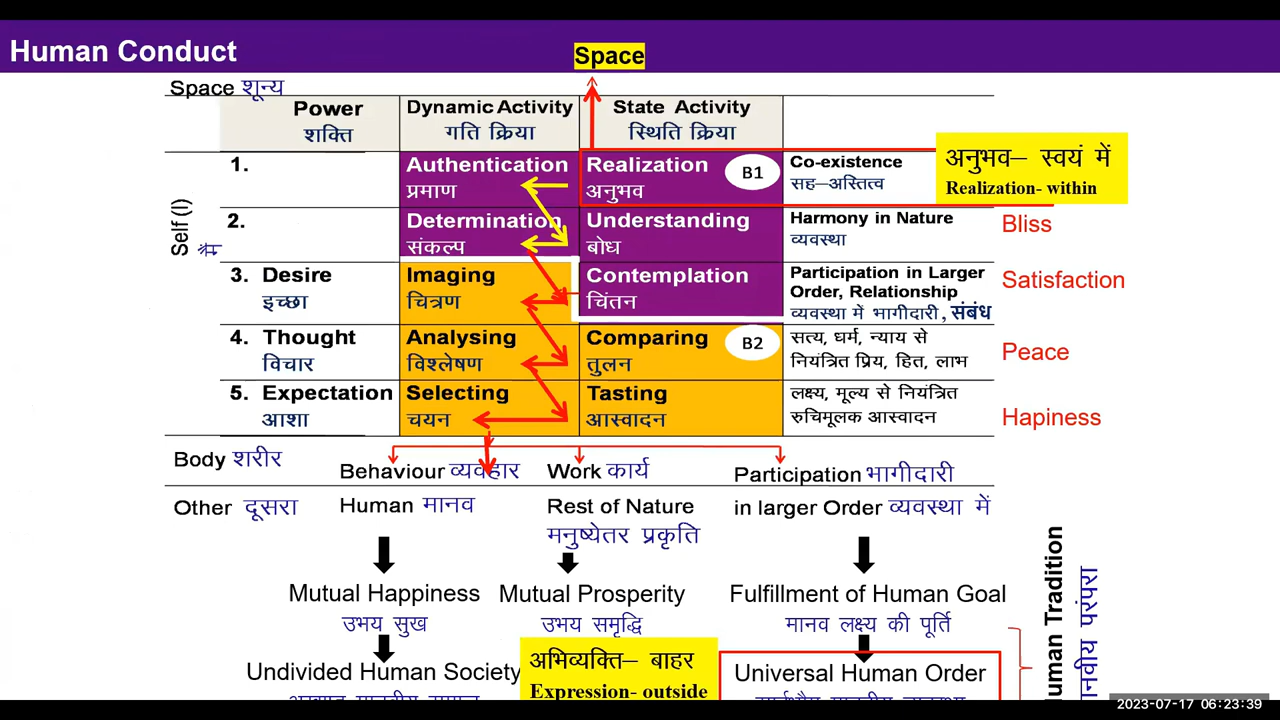 Human Conduct
Space
Space शून्य
Power Dynamic Activity State Activity
शक्ति गति क्रिया स्थिति क्रिया
1. Authentication Realization B1 Co-existence
प्रमाण अनुभव सह–अस्तित्व
अनुभव– स्वयं में
Realization- within
Self (I)
मैं
2. Determination Understanding Harmony in Nature Bliss
संकल्प बोध व्यवस्था
3. Desire Imaging Contemplation Participation in Larger Order, Relationship Satisfaction
इच्छा चित्रण चिंतन व्यवस्था में भागीदारी, संबंध
4. Thought Analysing Comparing B2 सत्य, धर्म, न्याय से Peace
विचार विश्लेषण तुलन नियंत्रित प्रिय, हित, लाभ
5. Expectation Selecting Tasting लक्ष्य, मूल्य से नियंत्रित Hapiness
आशा चयन आस्वादन रुचिमूलक आस्वादन
Body शरीर Behaviour व्यवहार Work कार्य Participation भागीदारी
Other दूसरा Human मानव Rest of Nature in larger Order व्यवस्था में
मनुष्येतर प्रकृति
Mutual Happiness Mutual Prosperity Fulfillment of Human Goal
उभय सुख उभय समृद्धि मानव लक्ष्य की पूर्ति
Undivided Human Society अभिव्यक्ति– बाहर Universal Human Order
Expression- outside
Human Tradition
2023-07-17 06:23:39